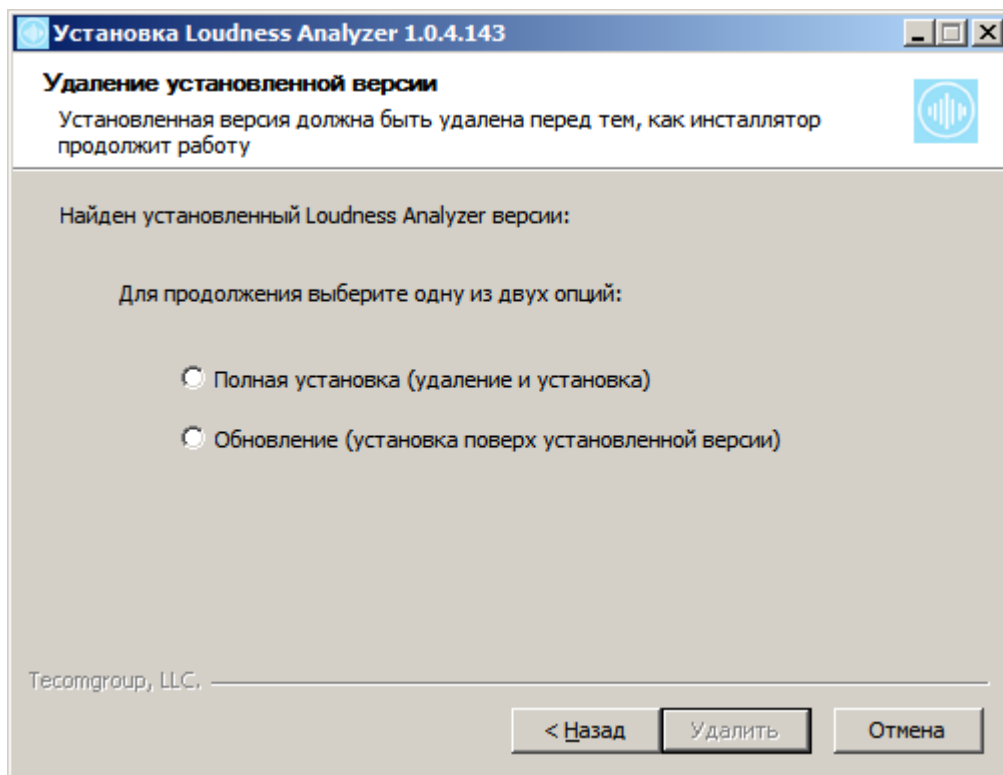 Установка Loudness Analyzer 1.0.4.143
Удаление установленной версии
Установленная версия должна быть удалена перед тем, как инсталлятор
продолжит работу
Найден установленный Loudness Analyzer версии:
Для продолжения выберите одну из двух опций:
Полная установка (удаление и установка)
Обновление (установка поверх установленной версии)
Tecomgroup, LLC.
< Назад
Удалить
Отмена